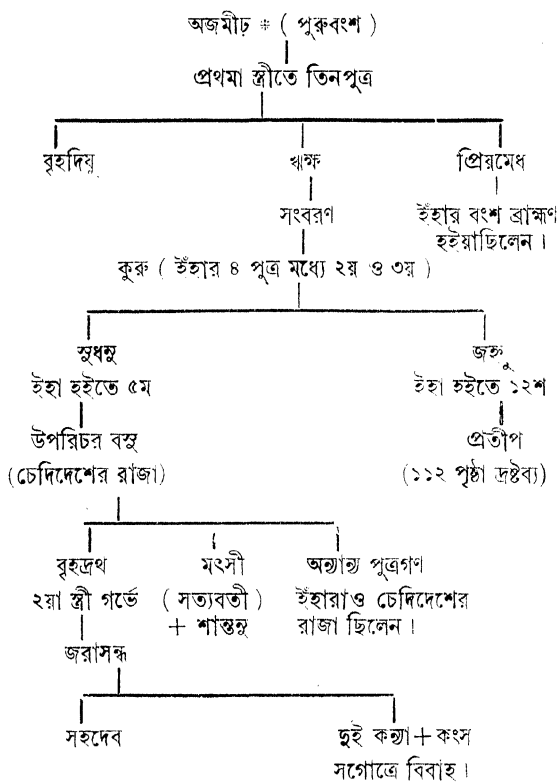 অজমীঢ় * ( পুরুবংশ )
প্রথমা স্ত্রীতে তিনপুত্র
বৃহদিষু ঋক্ষ প্রিয়মেধ
সংবরণ ইঁহার বংশ ব্রাহ্মণ
হইয়াছিলেন।
কুরু ( ইঁহার ৪ পুত্র মধ্যে ২য় ও ৩য় )
সুধনু জহ্নু
ইহা হইতে ৫ম ইহা হইতে ১২শ
উপরিচর বসু প্রতীপ
(চেদিদেশের রাজা) (১১২ পৃষ্ঠা দ্রষ্টব্য)
বৃহদ্রথ মৎসী অন্যান্য পুত্রগণ
২য়া স্ত্রী গর্ভে ( সত্যবতী ) ইঁহারাও চেদিদেশের
+ শান্তনু রাজা ছিলেন।
জরাসন্ধ
সহদেব দুই কন্যা + কংস
সগোত্রে বিবাহ।